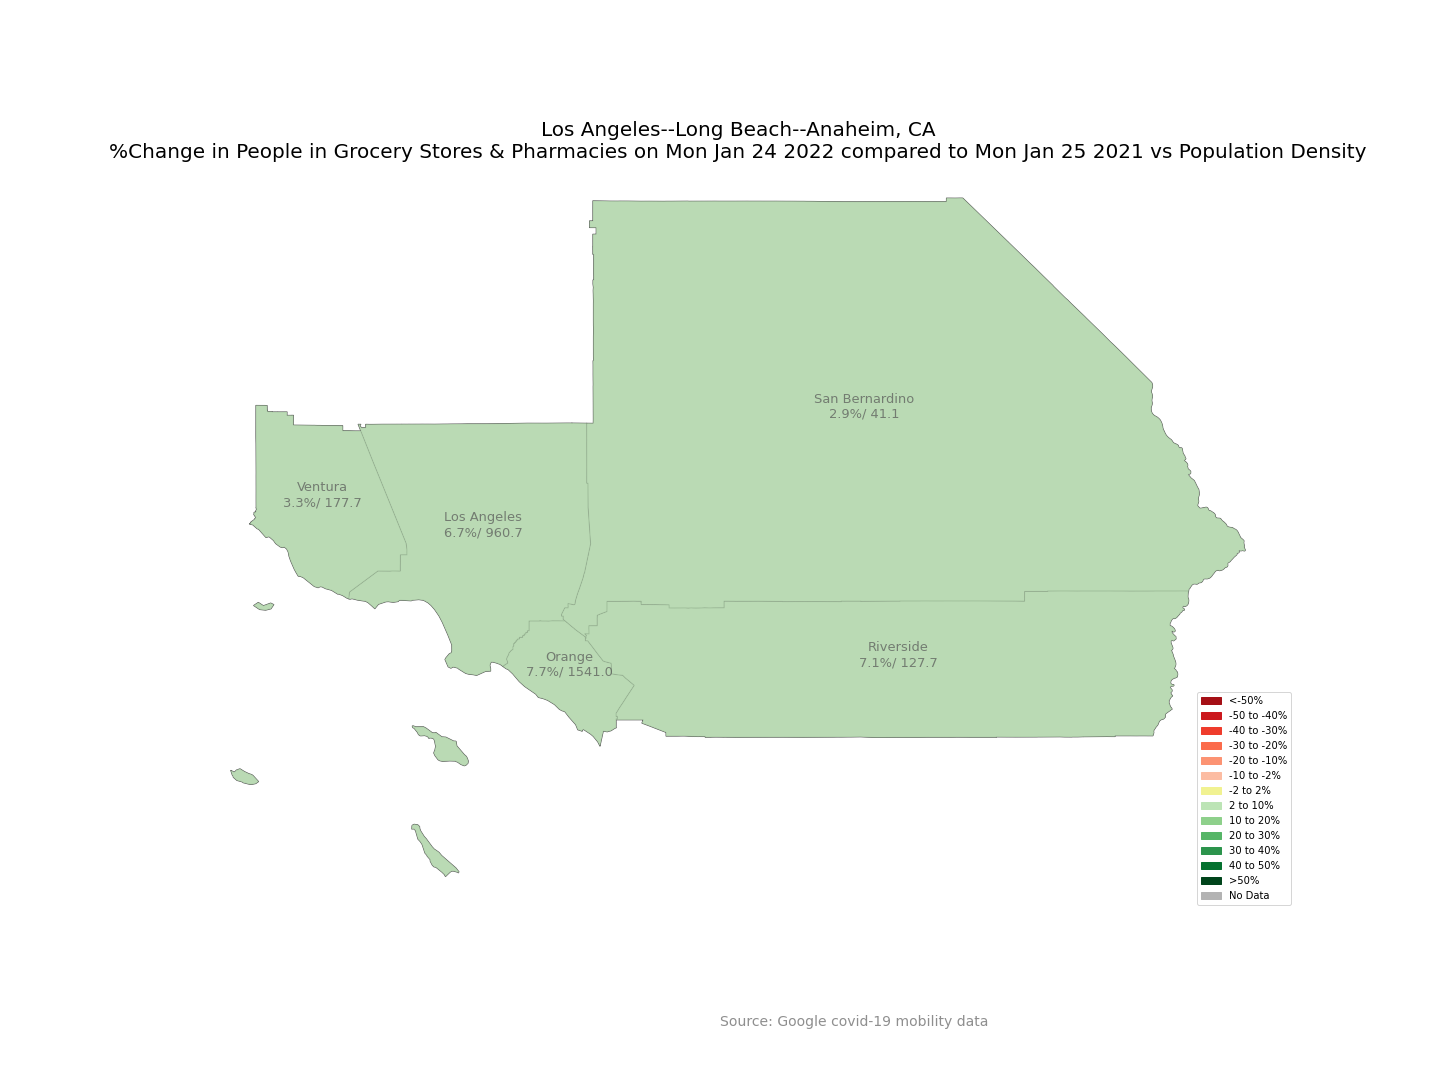 Los Angeles--Long Beach--Anaheim, CA
%Change in People in Grocery Stores & Pharmacies on Mon Jan 24 2022 compared to Mon Jan 25 2021 vs Population Density
San Bernardino
2.9%/ 41.1
Ventura
3.3%/ 177.7
Los Angeles
6.7%/ 960.7
Orange
7.7%/ 1541.0
Riverside
7.1%/ 127.7
<-50%
-50 to -40%
-40 to -30%
-30 to -20%
-20 to -10%
-10 to -2%
-2 to 2%
2 to 10%
10 to 20%
20 to 30%
30 to 40%
40 to 50%
>50%
No Data
Source: Google covid-19 mobility data